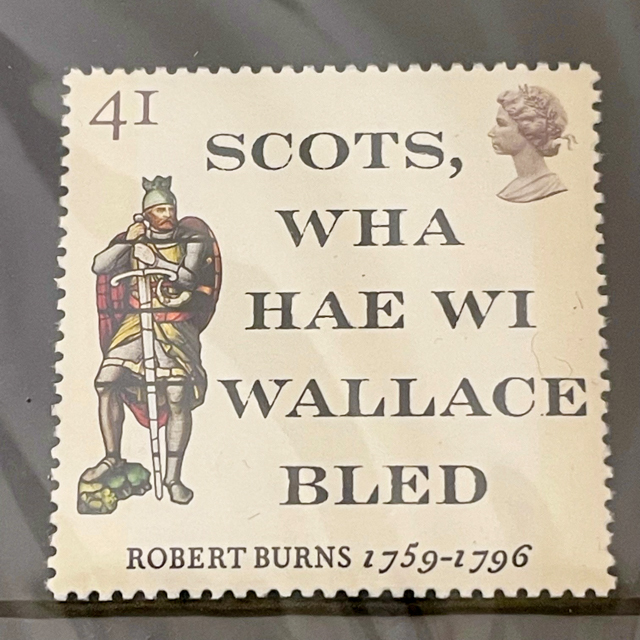 41
SCOTS,
WHA
HAE WI
WALLACE
BLED
ROBERT BURNS 1759-1796